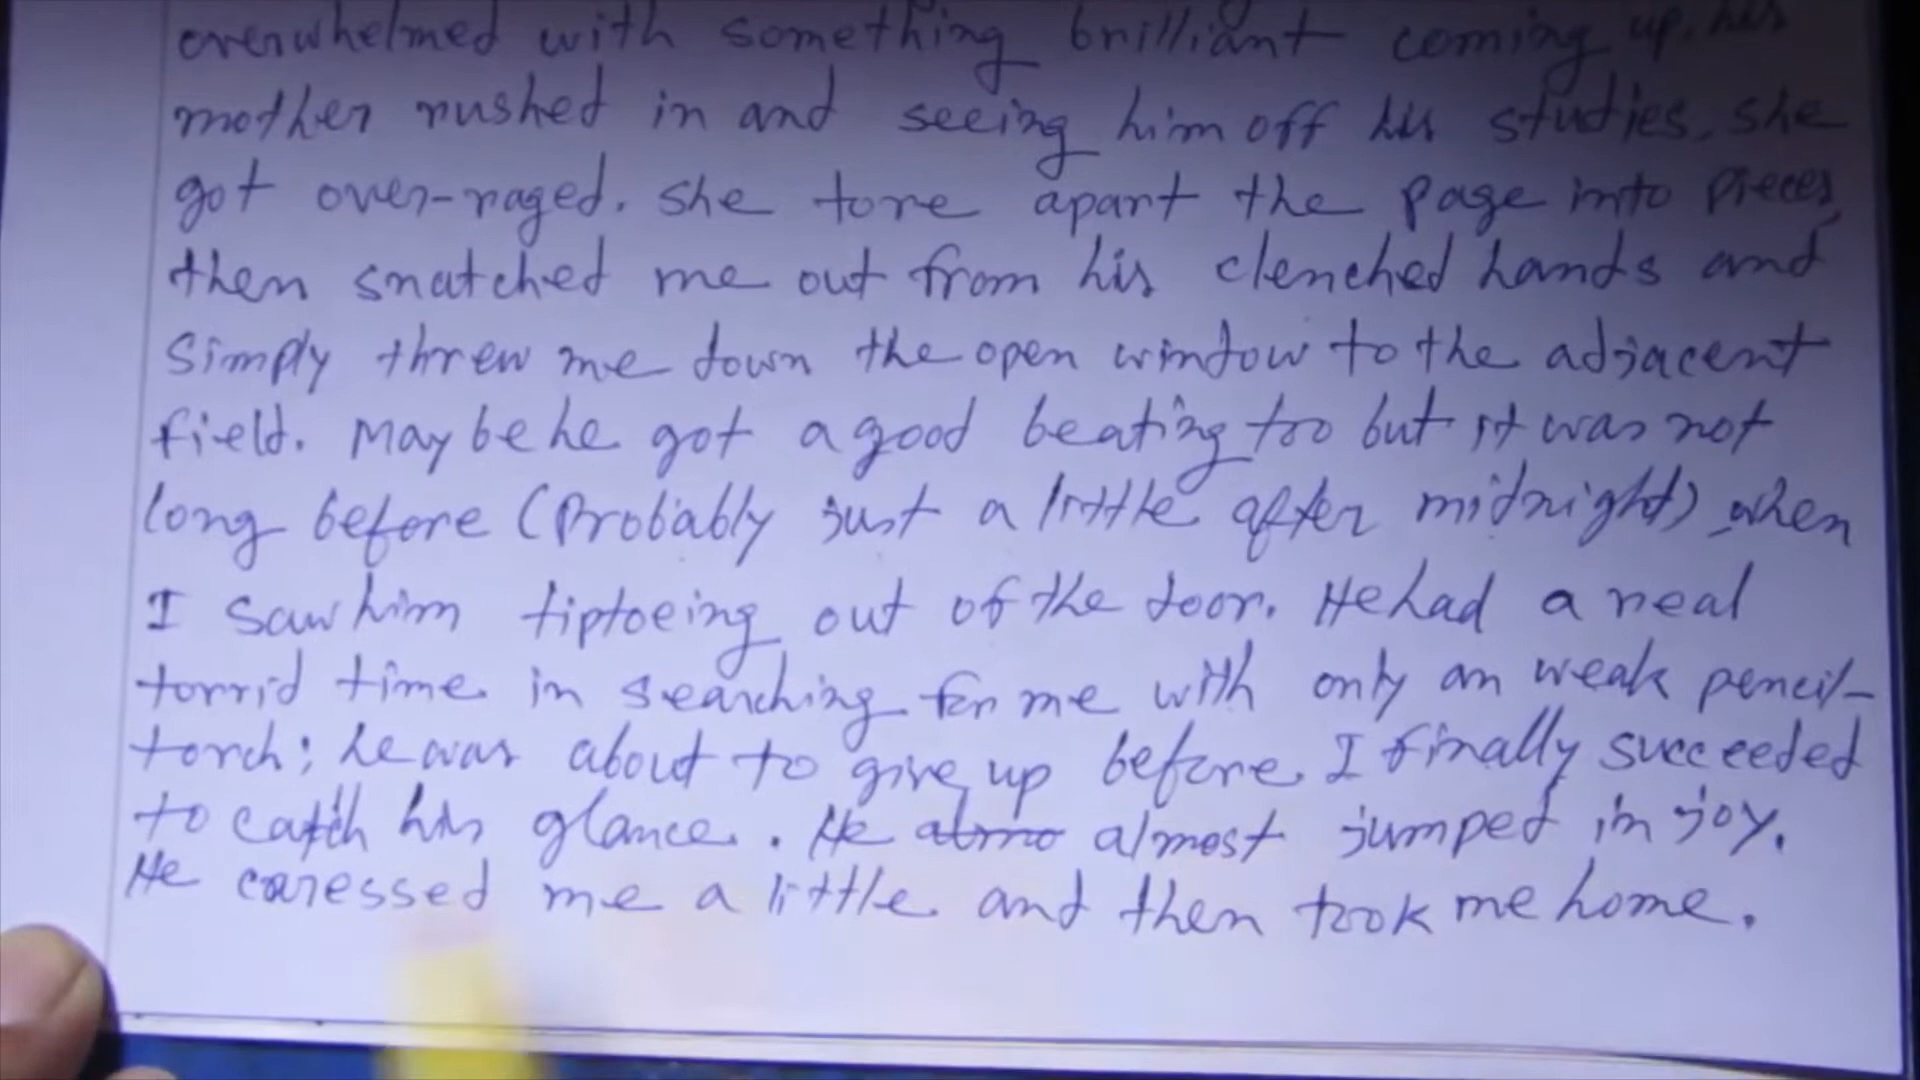 overwhelmed with something brilliant coming up, his
mother rushed in and seeing him off his studies, she
got over-raged. She tore apart the page into pieces,
then snatched me out from his clenched hands and
simply threw me down the open window to the adjacent
field. Maybe he got a good beating too but it was not
long before (Probably just a little after midnight) when
I saw him tiptoeing out of the door. He had a real
torrid time in searching for me with only an weak pencil-
torch; he was about to give up before I finally succeeded
to catch his glance. He almo almost jumped in joy.
He caressed me a little and then took me home.